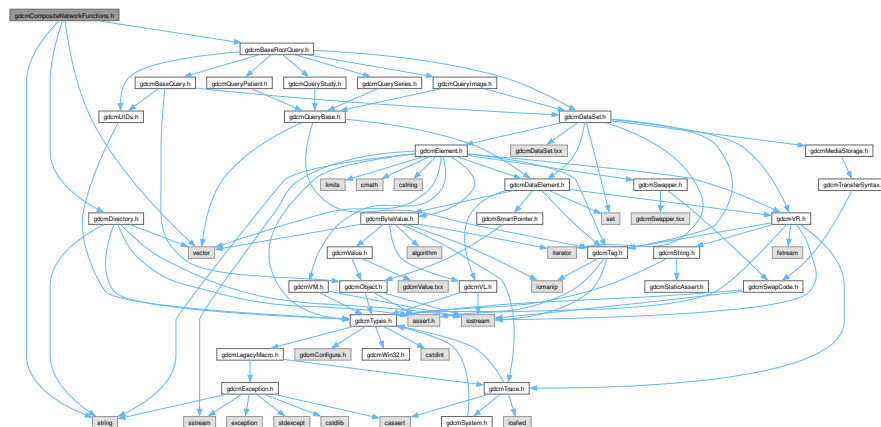 gdcmCompositeNetworkFunctions.h
gdcmBaseRootQuery.h
gdcmBaseQuery.h
gdcmQueryPatient.h
gdcmQueryStudy.h
gdcmQuerySeries.h
gdcmQueryImage.h
gdcmUIDs.h
gdcmQueryBase.h
gdcmDataSet.h
gdcmElement.h
gdcmDataSet.txx
gdcmMediaStorage.h
limits
cmath
cstring
gdcmDataElement.h
gdcmSwapper.h
gdcmTransferSyntax.h
gdcmDirectory.h
gdcmByteValue.h
gdcmSmartPointer.h
set
gdcmSwapper.txx
gdcmVR.h
vector
gdcmValue.h
algorithm
iterator
gdcmTag.h
gdcmString.h
fstream
gdcmVM.h
gdcmObject.h
gdcmValue.txx
gdcmVL.h
iomanip
gdcmStaticAssert.h
gdcmSwapCode.h
gdcmTypes.h
assert.h
iostream
gdcmLegacyMacro.h
gdcmConfigure.h
gdcmWin32.h
cstdint
gdcmException.h
gdcmTrace.h
string
sstream
exception
stdexcept
cstdlib
cassert
gdcmSystem.h
iosfwd